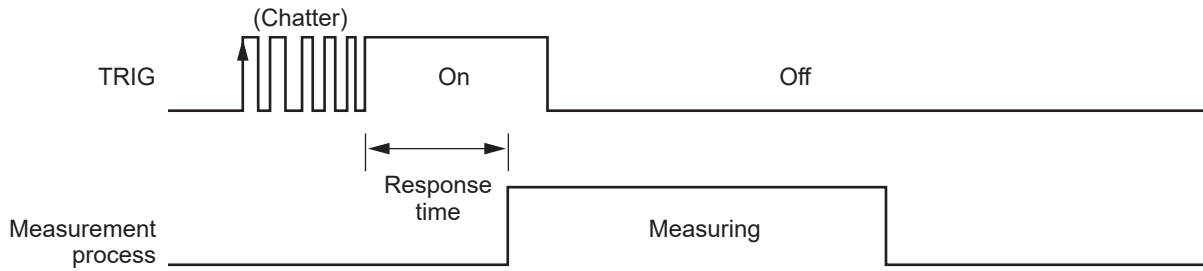 (Chatter)
TRIG
On
Off
Response
time
Measurement
process
Measuring